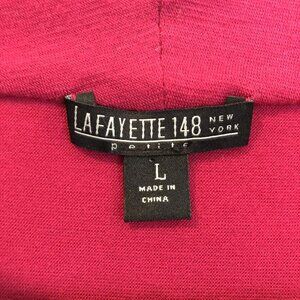 LAFAYETTE 148 NEW YORK
petite
L
MADE IN
CHINA